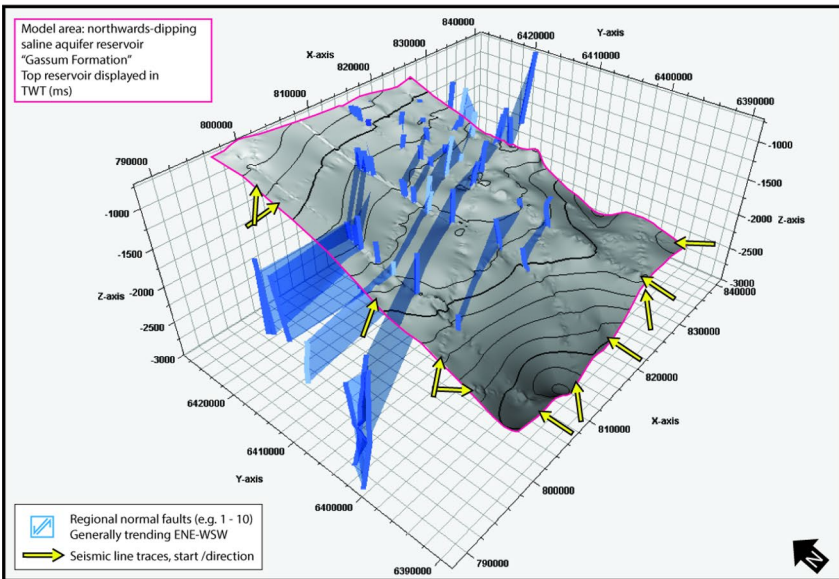 Model area: northwards-dipping
saline aquifer reservoir
"Gassum Formation"
Top reservoir displayed in
TWT (ms)
840000
830000
820000
810000
800000
790000
X-axis
6420000
6410000
6400000
6390000
Y-axis
-1000
-1500
-2000
-2500
-3000
Z-axis
-1000
-1500
-2000
-2500
-3000
Z-axis
840000
830000
820000
810000
800000
790000
X-axis
6420000
6410000
6400000
6390000
Y-axis
Regional normal faults (e.g. 1 - 10)
Generally trending ENE-WSW
Seismic line traces, start /direction
N